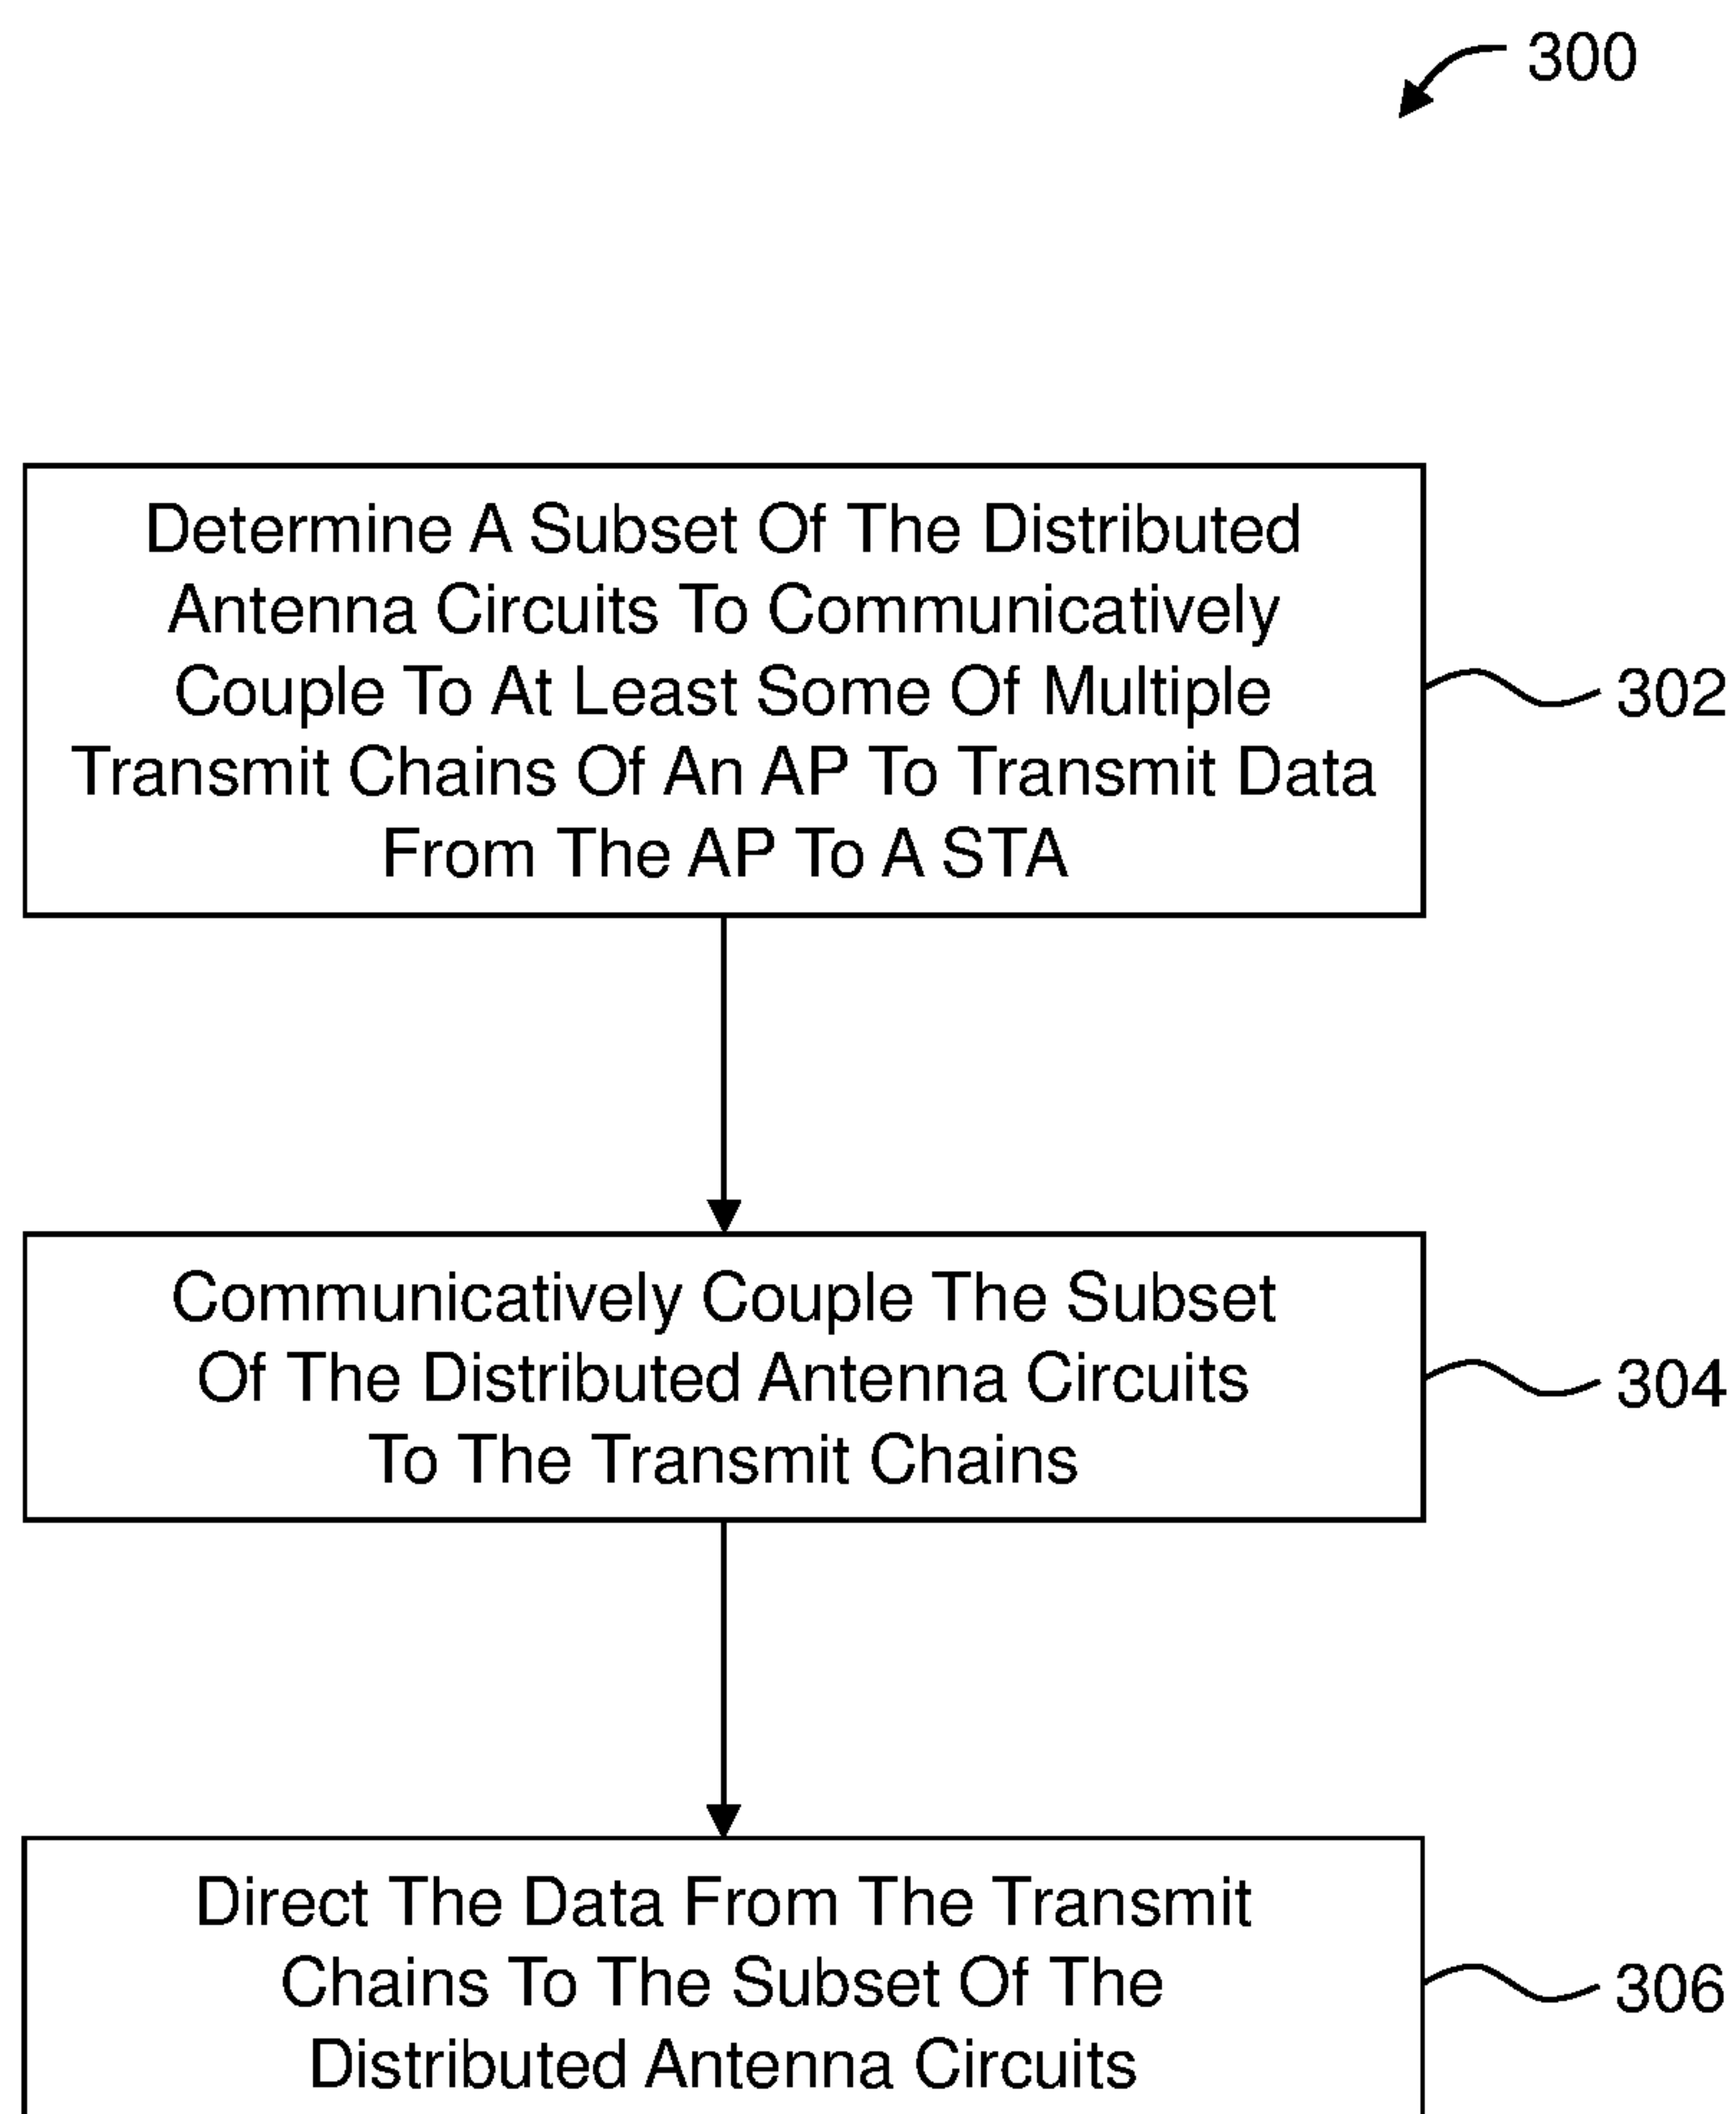 300
Determine A Subset Of The Distributed
Antenna Circuits To Communicatively
Couple To At Least Some Of Multiple
Transmit Chains Of An AP To Transmit Data
From The AP To A STA
302
Communicatively Couple The Subset
Of The Distributed Antenna Circuits
To The Transmit Chains
304
Direct The Data From The Transmit
Chains To The Subset Of The
Distributed Antenna Circuits
306